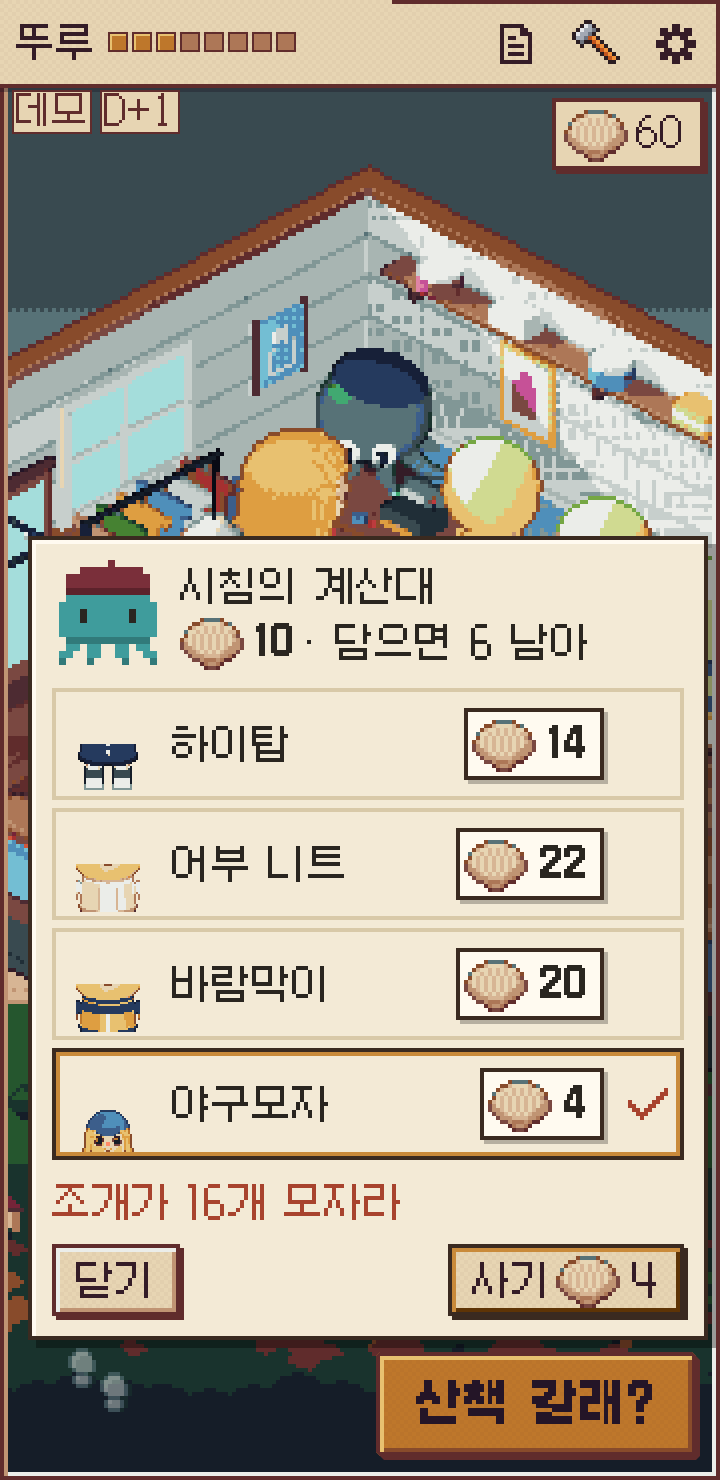 뚜루
데모 D+1
60
시침의 계산대
10 · 담으면 6 남아
하이탑 14
어부 니트 22
바람막이 20
야구모자 4
조개가 16개 모자라
닫기 사기 4
산책 갈래?